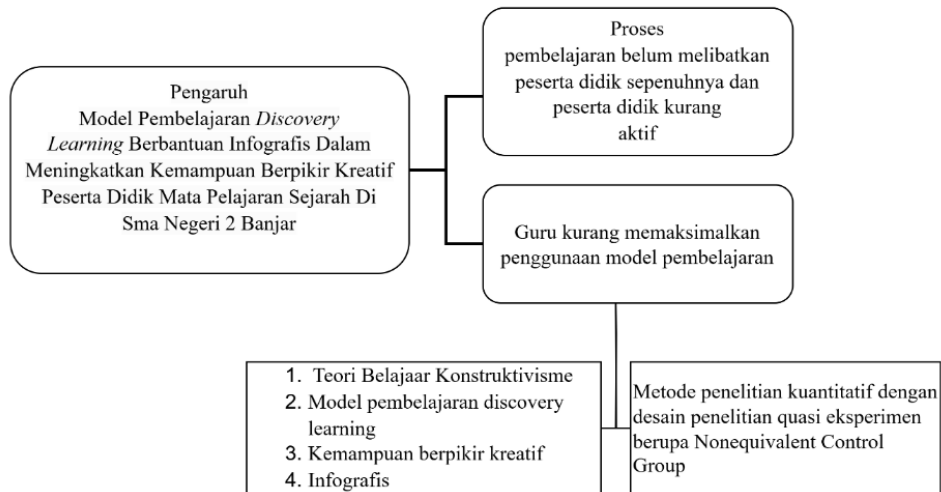 Pengaruh
Model Pembelajaran Discovery
Learning Berbantuan Infografis Dalam
Meningkatkan Kemampuan Berpikir Kreatif
Peserta Didik Mata Pelajaran Sejarah Di
Sma Negeri 2 Banjar
Proses
pembelajaran belum melibatkan
peserta didik sepenuhnya dan
peserta didik kurang
aktif
Guru kurang memaksimalkan
penggunaan model pembelajaran
1. Teori Belajaar Konstruktivisme
2. Model pembelajaran discovery
learning
3. Kemampuan berpikir kreatif
4. Infografis
Metode penelitian kuantitatif dengan
desain penelitian quasi eksperimen
berupa Nonequivalent Control
Group